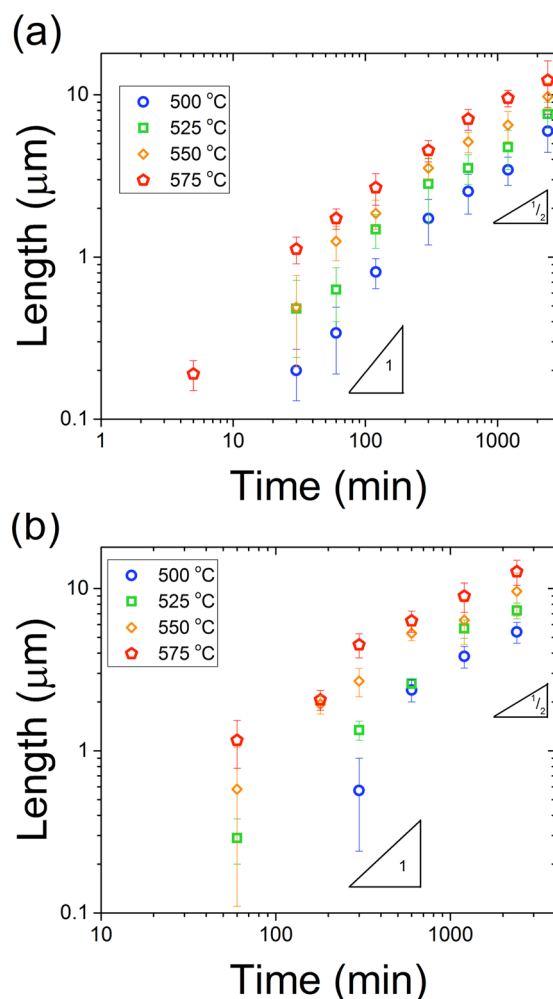 (a)
10
1
0.1
Length (μm)
500 °C
525 °C
550 °C
575 °C
1
1/2
1
10
100
1000
Time (min)
(b)
10
1
0.1
Length (μm)
500 °C
525 °C
550 °C
575 °C
1/2
1
10
100
1000
Time (min)